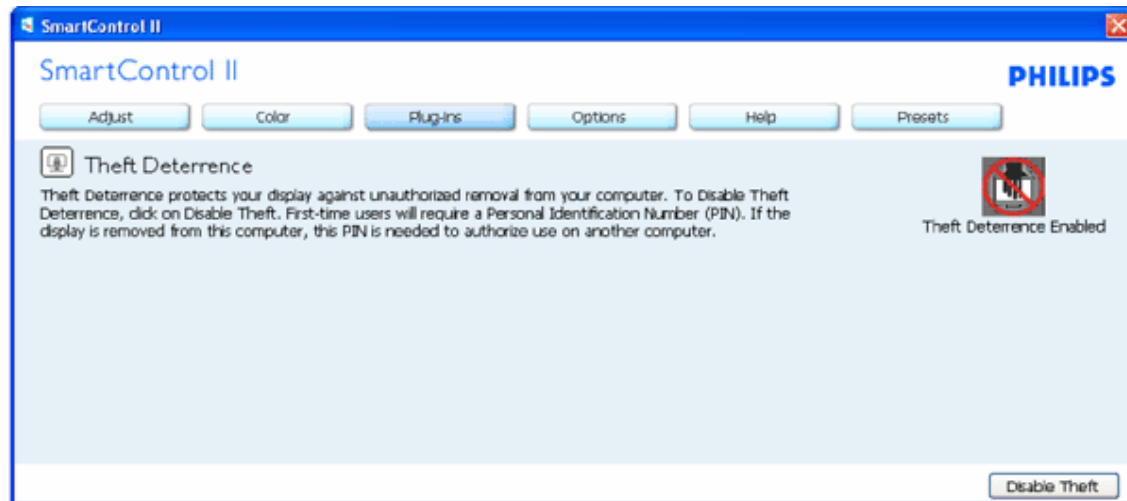 SmartControl II
SmartControl II
PHILIPS
Adjust Color Plug-Ins Options Help Presets
Theft Deterrence
Theft Deterrence protects your display against unauthorized removal from your computer. To Disable Theft
Deterrence, click on Disable Theft. First-time users will require a Personal Identification Number (PIN). If the
display is removed from this computer, this PIN is needed to authorize use on another computer.
Theft Deterrence Enabled
Disable Theft